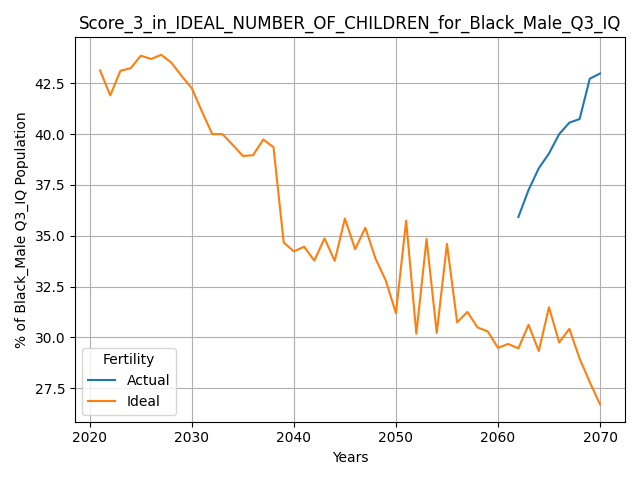 Score_3_in_IDEAL_NUMBER_OF_CHILDREN_for_Black_Male_Q3_IQ
% of Black_Male Q3_IQ Population
42.5
40.0
37.5
35.0
32.5
30.0
27.5
Fertility
Actual
Ideal
2020 2030 2040 2050 2060 2070
Years